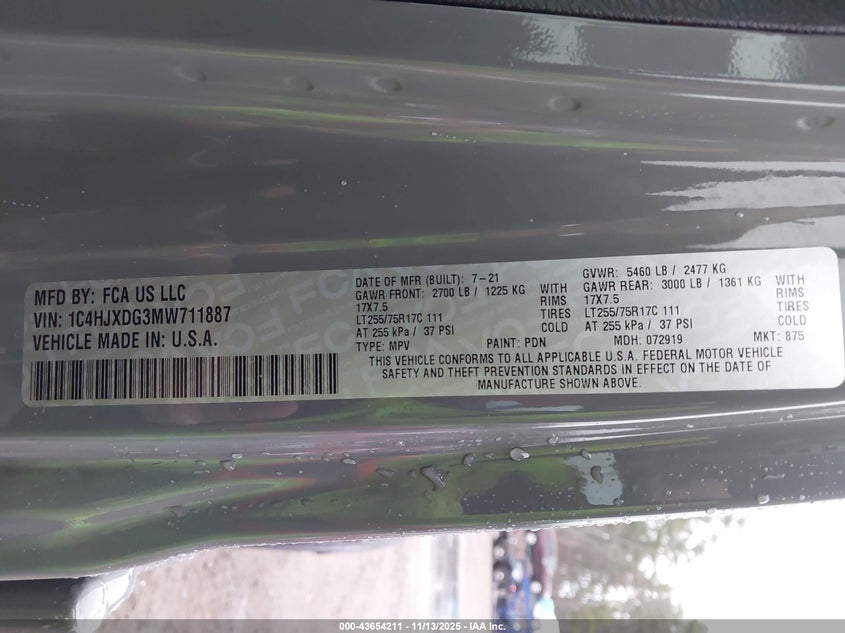 MFD BY: FCA US LLC
VIN: 1C4HJXDG3MW711887
VEHICLE MADE IN: U.S.A.
DATE OF MFR (BUILT): 7-21
GAWR FRONT: 2700 LB / 1225 KG WITH
17X7.5 RIMS
LT255/75R17C 111 TIRES
AT 255 kPa / 37 PSI COLD
GVWR: 5460 LB / 2477 KG
GAWR REAR: 3000 LB / 1361 KG WITH
17X7.5 RIMS
LT255/75R17C 111 TIRES
AT 255 kPa / 37 PSI COLD
TYPE: MPV PAINT: PDN MDH: 072919 MKT: 875
THIS VEHICLE CONFORMS TO ALL APPLICABLE U.S.A. FEDERAL MOTOR VEHICLE
SAFETY AND THEFT PREVENTION STANDARDS IN EFFECT ON THE DATE OF
MANUFACTURE SHOWN ABOVE.
000-43654211 - 11/13/2025 - IAA Inc.